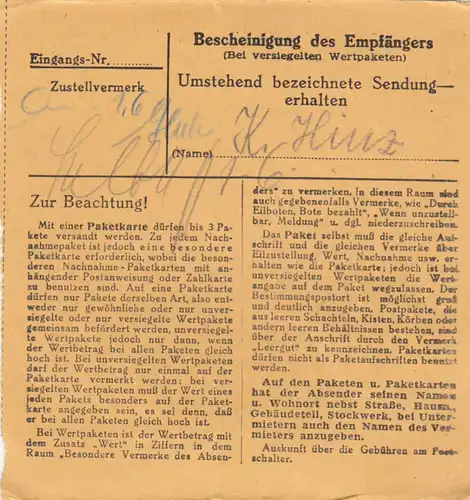 Eingangs-Nr.
Zustellvermerk
Bescheinigung des Empfängers
(Bei versiegelten Wertpaketen)
Umstehend bezeichnete Sendung—
erhalten
K. Hinz
(Name)
1.6.
Selbst 1.6
Zur Beachtung!
Mit einer Paketkarte dürfen bis 3 Pa-
kete versandt werden. Zu jedem Nach-
nahmepaket ist jedoch eine besondere
Paketkarte erforderlich, wobei die beson-
deren Nachnahme-Paketkarten mit an-
hängender Postanweisung oder Zahlkarte
zu benutzen sind. Auf eine Paketkarte
dürfen nur Pakete derselben Art, also ent-
weder nur gewöhnliche oder nur unver-
siegelte oder nur versiegelte Wertpakete
gemeinsam befördert werden, unversiegel-
te Wertpakete jedoch nur dann, wenn
der Wertbetrag bei allen Paketen gleich
hoch ist. Bei unversiegelten Wertpaketen
darf der Wertbetrag nur einmal auf der
Paketkarte vermerkt werden; bei ver-
siegelten Wertpaketen muß der Wert eines
jeden Pakets besonders auf der Paket-
karte angegeben sein, es sei denn, daß
er bei allen Paketen gleich hoch ist.
Bei Wertpaketen ist der Wertbetrag mit
dem Zusatz „Wert" in Ziffern in dem
Raum „Besondere Vermerke des Absen-
ders" zu vermerken. In diesem Raum sind
auch gegebenenfalls Vermerke, wie „Durch
Eilboten, Bote bezahlt", „Wenn unzustell-
bar, Meldung" u. dgl. niederzuschreiben.
Das Paket selbst muß die gleiche Auf-
schrift und die gleichen Vermerke über
Eilzustellung, Wert, Nachnahme usw. er-
halten wie die Paketkarte; jedoch ist bei
unversiegelten Wertpaketen die Wert-
angabe auf dem Paket wegzulassen. Der
Bestimmungspostort ist möglichst groß
und deutlich anzugeben. Postpakete, die
aus leeren Schachteln, Kisten, Körben oder
andern leeren Behältnissen bestehen, sind
über der Anschrift durch den Vermerk
„Leergut" zu kennzeichnen. Paketkarten
dürfen nicht als Paketaufschriften benutzt
werden.
Auf den Paketen u. Paketkarten
hat der Absender seinen Namen
u. Wohnort nebst Straße, Hausn.,
Gebäudeteil, Stockwerk, bei Unter-
mietern auch den Namen des Ver-
mieters anzugeben.
Auskunft über die Gebühren am Post-
schalter.